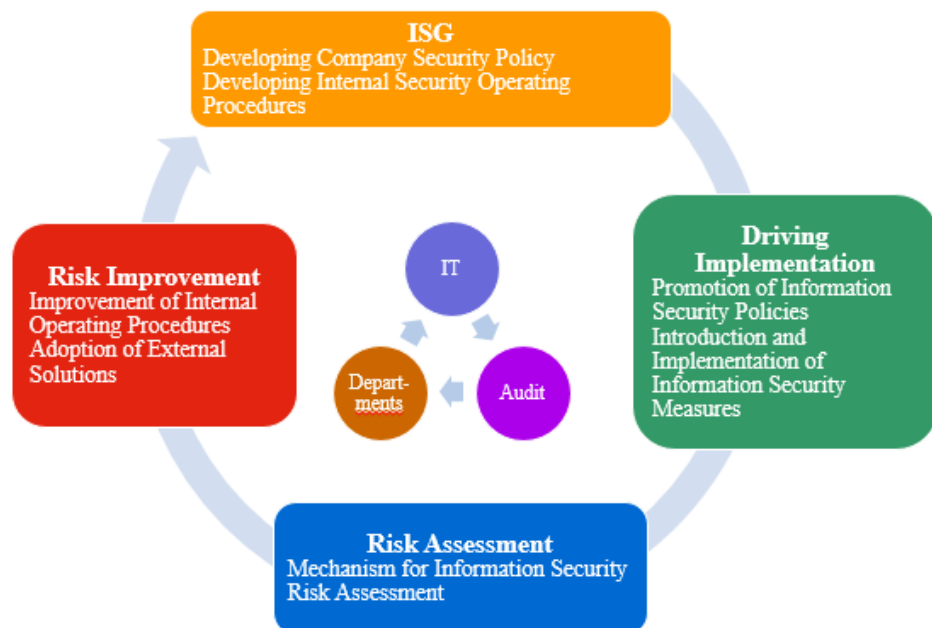 ISG
Developing Company Security Policy
Developing Internal Security Operating
Procedures
Driving
Implementation
Promotion of Information
Security Policies
Introduction and
Implementation of
Information Security
Measures
Risk Improvement
Improvement of Internal
Operating Procedures
Adoption of External
Solutions
IT
Depart-
ments
Audit
Risk Assessment
Mechanism for Information Security
Risk Assessment